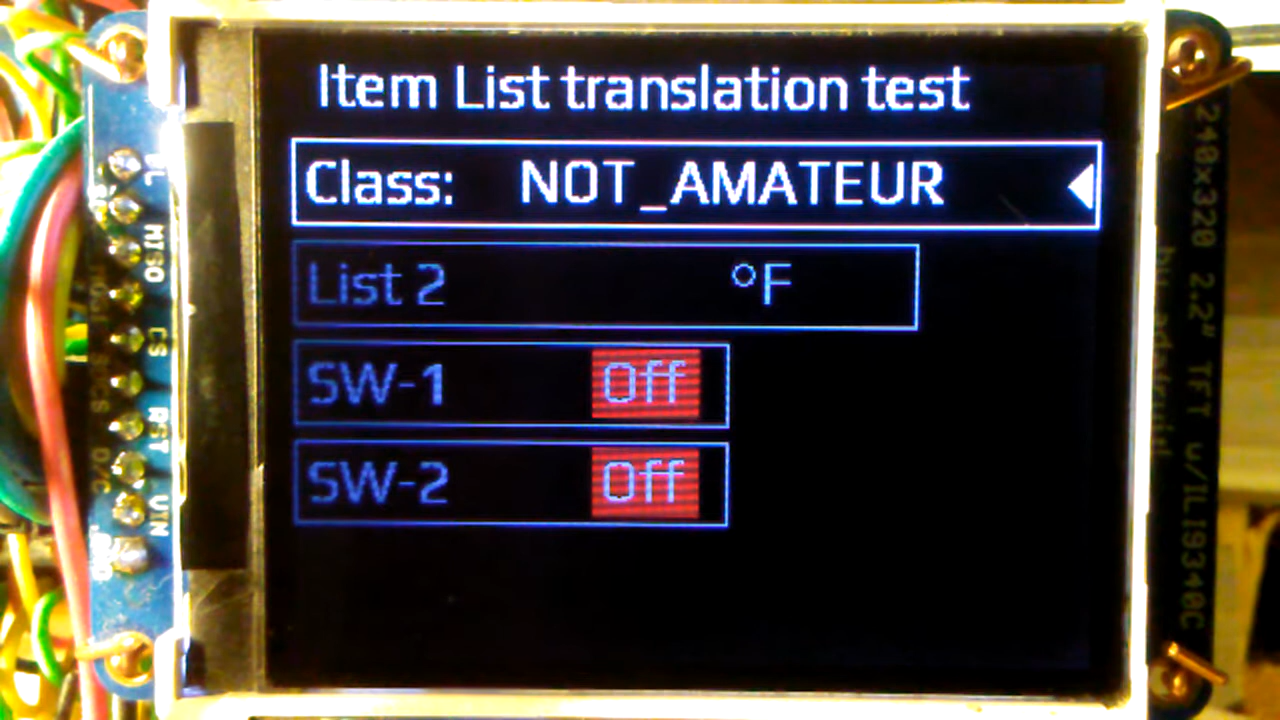 Item List translation test
Class: NOT_AMATEUR
List 2 °F
SW-1 Off
SW-2 Off
MISO
CS
RST
VIN
D/C
240x320 2.2" TFT w/ILI9340C